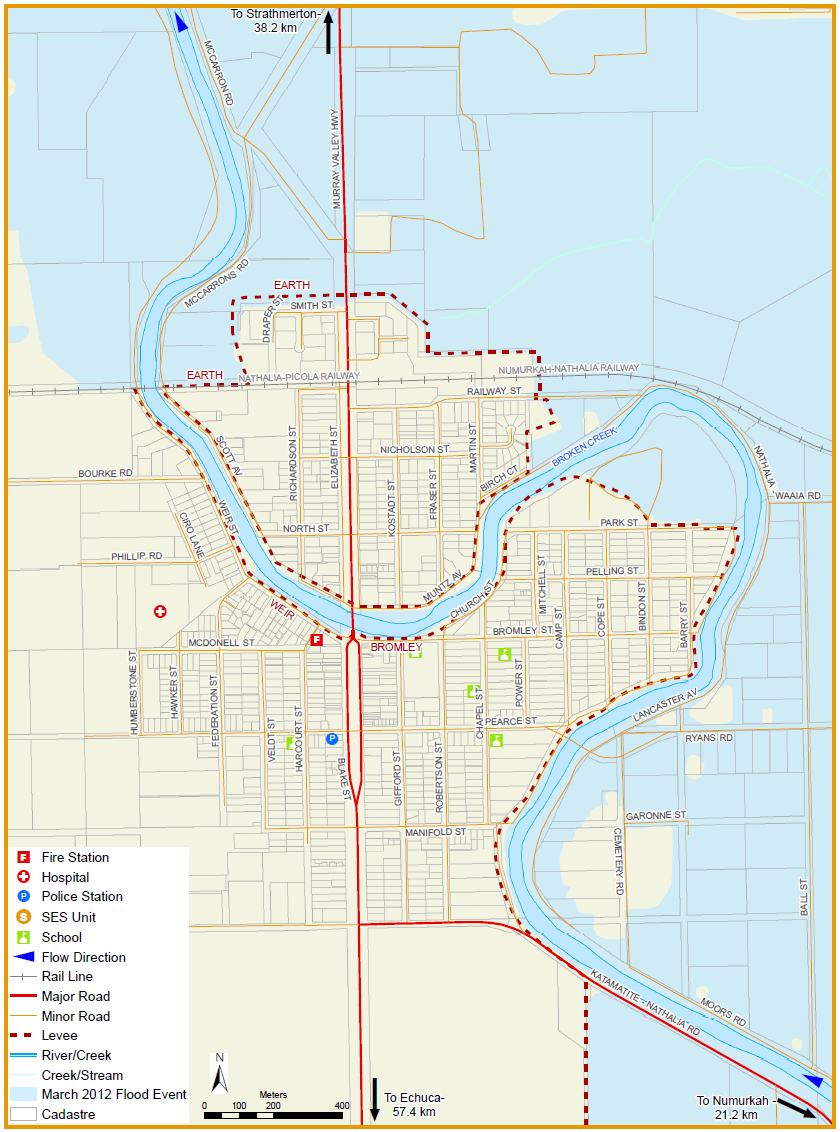 To Strathmerton-
38.2 km
MCCARRON RD
MURRAY VALLEY HWY
MCCARRONS RD
EARTH
SMITH ST
DRAPER ST
EARTH
NATHALIA-PICOLA RAILWAY
NUMURKAH-NATHALIA RAILWAY
RAILWAY ST
SCOTT AV
RICHARDSON ST
ELIZABETH ST
NICHOLSON ST
MARTIN ST
BROKEN CREEK
NATHALIA
BOURKE RD
KOSTADT ST
FRASER ST
BIRCH CT
WAAIA RD
WEIR ST
CIRO LANE
NORTH ST
PARK ST
PHILLIP RD
MUNTZ AV
CHURCH ST
MITCHELL ST
PELLING ST
CAMP ST
COPE ST
BINDON ST
BARRY ST
WEIR
MCDONELL ST
F
BROMLEY
BROMLEY ST
HUMBERSTONE ST
HAWKER ST
FEDERATION ST
VELDT ST
HARCOURT ST
P
BLAKE ST
GIFFORD ST
ROBERTSON ST
CHAPEL ST
POWER ST
PEARCE ST
LANCASTER AV
RYANS RD
MANIFOLD ST
GARONNE ST
CEMETERY RD
BALL ST
F Fire Station
Hospital
P Police Station
S SES Unit
School
Flow Direction
Rail Line
Major Road
Minor Road
Levee
River/Creek
Creek/Stream
March 2012 Flood Event
Cadastre
N
Meters
0 100 200 400
To Echuca-
57.4 km
KATAMATITE - NATHALIA RD
MOORS RD
To Numurkah -
21.2 km